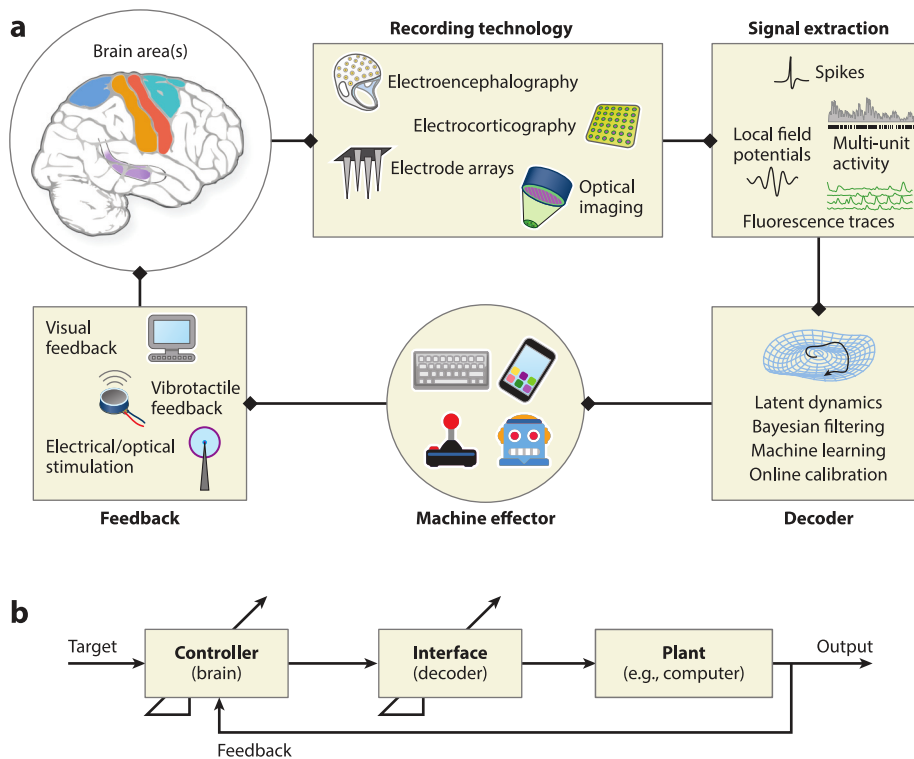 a
Brain area(s)
Recording technology
Electroencephalography
Electrocorticography
Electrode arrays
Optical
imaging
Signal extraction
Spikes
Local field
potentials
Multi-unit
activity
Fluorescence traces
Visual
feedback
Vibrotactile
feedback
Electrical/optical
stimulation
Feedback
Machine effector
Latent dynamics
Bayesian filtering
Machine learning
Online calibration
Decoder
b
Target
Controller
(brain)
Interface
(decoder)
Plant
(e.g., computer)
Output
Feedback